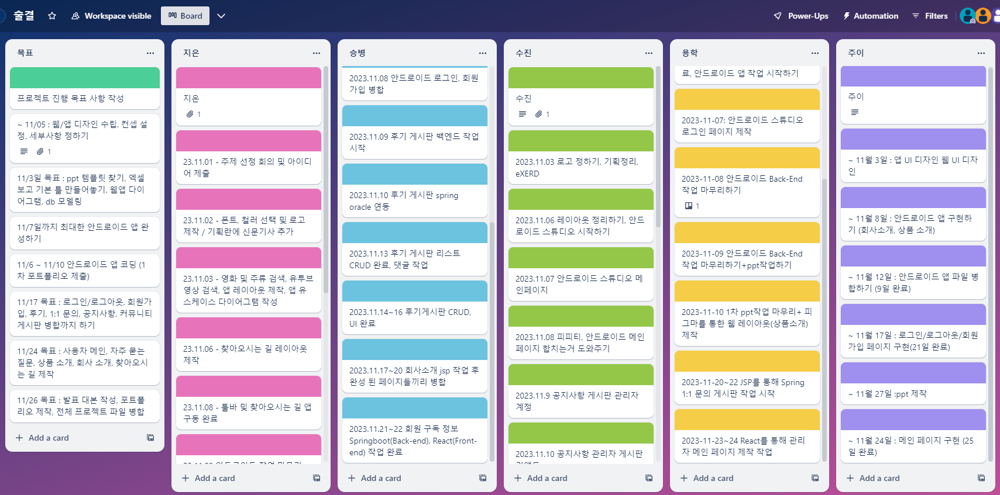 술결
Workspace visible
Board
Power-Ups
Automation
Filters
목표
프로젝트 진행 목표 사항 작성
~ 11/05 : 웹/앱 디자인 수립. 컨셉 설
정. 세부사항 정하기
1
11/3일 목표 : ppt 템플릿 찾기, 엑셀
보고 기본 틀 만들어놓기, 웹앱 다이
어그램, db 모델링
11/7일까지 최대한 안드로이드 앱 완
성하기
11/6 ~ 11/10 안드로이드 앱 코딩 (1
차 포트폴리오 제출)
11/17 목표 : 로그인/로그아웃, 회원가
입, 후기, 1:1 문의, 공지사항, 커뮤니티
게시판 병합까지 하기
11/24 목표 : 사용자 메인, 자주 묻는
질문, 상품 소개, 회사 소개, 찾아오시
는 길 제작
11/26 목표 : 발표 대본 작성, 포트폴
리오 제작, 전체 프로젝트 파일 병합
Add a card
지은
지은
1
23.11.01 - 주제 선정 회의 및 아이디
어 제출
23.11.02 - 폰트, 컬러 선택 및 로고
제작 / 기획란에 신문기사 추가
23.11.03 - 영화 및 주류 검색, 유투브
영상 검색, 앱 레이아웃 제작, 앱 유
스케이스 다이어그램 작성
23.11.06 - 찾아오시는 길 레이아웃
제작
23.11.08 - 툴바 및 찾아오시는 길 앱
구동 완료
Add a card
승병
2023.11.08 안드로이드 로그인, 회원
가입 병합
2023.11.09 후기 게시판 백엔드 작업
시작
2023.11.10 후기 게시판 spring
oracle 연동
2023.11.13 후기 게시판 리스트
CRUD 완료, 댓글 작업
2023.11.14~16 후기게시판 CRUD,
UI 완료
2023.11.17~20 회사소개 jsp 작업 후
완성 된 페이지들끼리 병합
2023.11.21~22 회원 구독 정보
Springboot(Back-end), React(Front-
end) 작업 완료
Add a card
수진
수진
1
2023.11.03 로고 정하기, 기획정리,
eXERD
2023.11.06 레이아웃 정리하기, 안드
로이드 스튜디오 시작하기
2023.11.07 안드로이드 스튜디오 메
인페이지
2023.11.08 피피티, 안드로이드 메인
페이지 합치는거 도와주기
2023.11.9 공지사항 게시판 관리자
계정
2023.11.10 공지사항 관리자 게시판
Add a card
용학
료, 안드로이드 앱 작업 시작하기
2023-11-07: 안드로이드 스튜디오
로그인 페이지 제작
2023-11-08 안드로이드 Back-End
작업 마무리하기
1
2023-11-09 안드로이드 Back-End
작업 마무리하기+ppt작업하기
2023-11-10 1차 ppt작업 마무리+ 피
그마를 통한 웹 레이아웃(상품소개)
제작
2023-11-20~22 JSP를 통해 Spring
1:1 문의 게시판 작업 시작
2023-11-23~24 React를 통해 관리
자 메인 페이지 제작 작업
Add a card
주이
주이
~ 11월 3일 : 앱 UI 디자인 웹 UI 디자
인
~ 11월 8일 : 안드로이드 앱 구현하
기 (회사소개, 상품 소개)
~ 11월 12일 : 안드로이드 앱 파일 병
합하기 (9일 완료)
~ 11월 17일 : 로그인/로그아웃/회원
가입 페이지 구현(21일 완료)
~ 11월 27일 :ppt 제작
~ 11월 24일 : 메인 페이지 구현 (25
일 완료)
Add a card